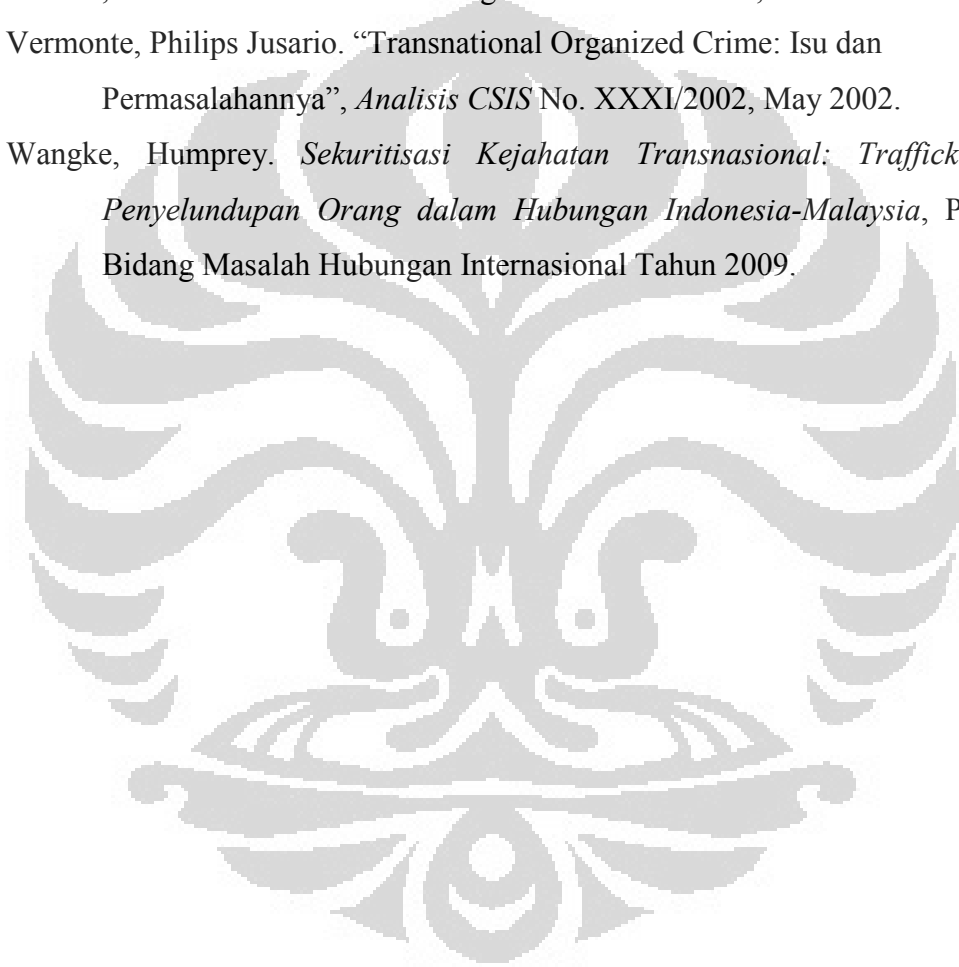 Vermonte, Philips Jusario. “Transnational Organized Crime: Isu dan
Permasalahannya”, Analisis CSIS No. XXXI/2002, May 2002.
Wangke, Humprey. Sekuritisasi Kejahatan Transnasional: Traffick
Penyelundupan Orang dalam Hubungan Indonesia-Malaysia, P
Bidang Masalah Hubungan Internasional Tahun 2009.